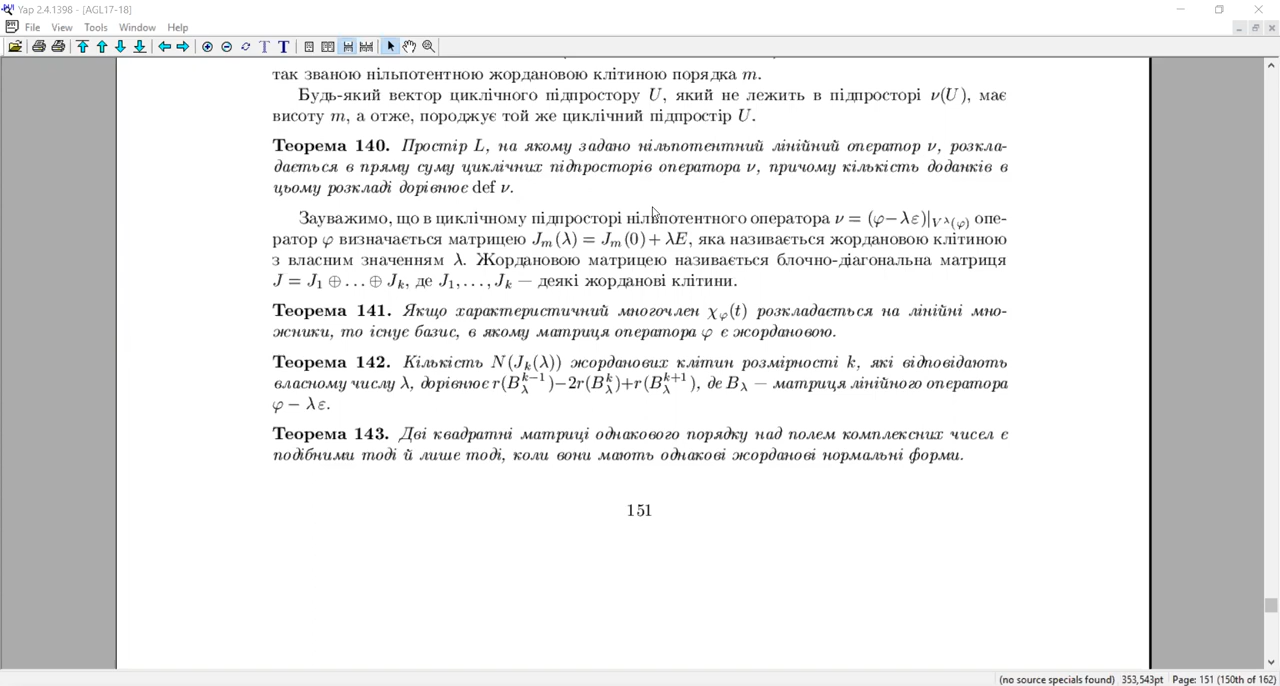 Yap 2.4.1398 - [AGL17-18]
File View Tools Window Help
так званою нільпотентною жордановою клітиною порядка m.
Будь-який вектор циклічного підпростору U, який не лежить в підпросторі ν(U), має
висоту m, а отже, породжує той же циклічний підпростір U.
Теорема 140. Простір L, на якому задано нільпотентний лінійний оператор ν, розкла-
дається в пряму суму циклічних підпросторів оператора ν, причому кількість доданків в
цьому розкладі дорівнює def ν.
Зауважимо, що в циклічному підпросторі нільпотентного оператора ν = (φ−λε)|_{V^λ(φ)} опе-
ратор φ визначається матрицею J_m(λ) = J_m(0) + λE, яка називається жордановою клітиною
з власним значенням λ. Жордановою матрицею називається блочно-діагональна матриця
J = J_1 ⊕ ... ⊕ J_k, де J_1, ..., J_k — деякі жорданові клітини.
Теорема 141. Якщо характеристичний многочлен χ_φ(t) розкладається на лінійні мно-
жники, то існує базис, в якому матриця оператора φ є жордановою.
Теорема 142. Кількість N(J_k(λ)) жорданових клітин розмірності k, які відповідають
власному числу λ, дорівнює r(B_λ^{k−1})−2r(B_λ^k)+r(B_λ^{k+1}), де B_λ — матриця лінійного оператора
φ − λε.
Теорема 143. Дві квадратні матриці однакового порядку над полем комплексних чисел є
подібними тоді й лише тоді, коли вони мають однакові жорданові нормальні форми.
151
(no source specials found) 353,543pt Page: 151 (150th of 162)